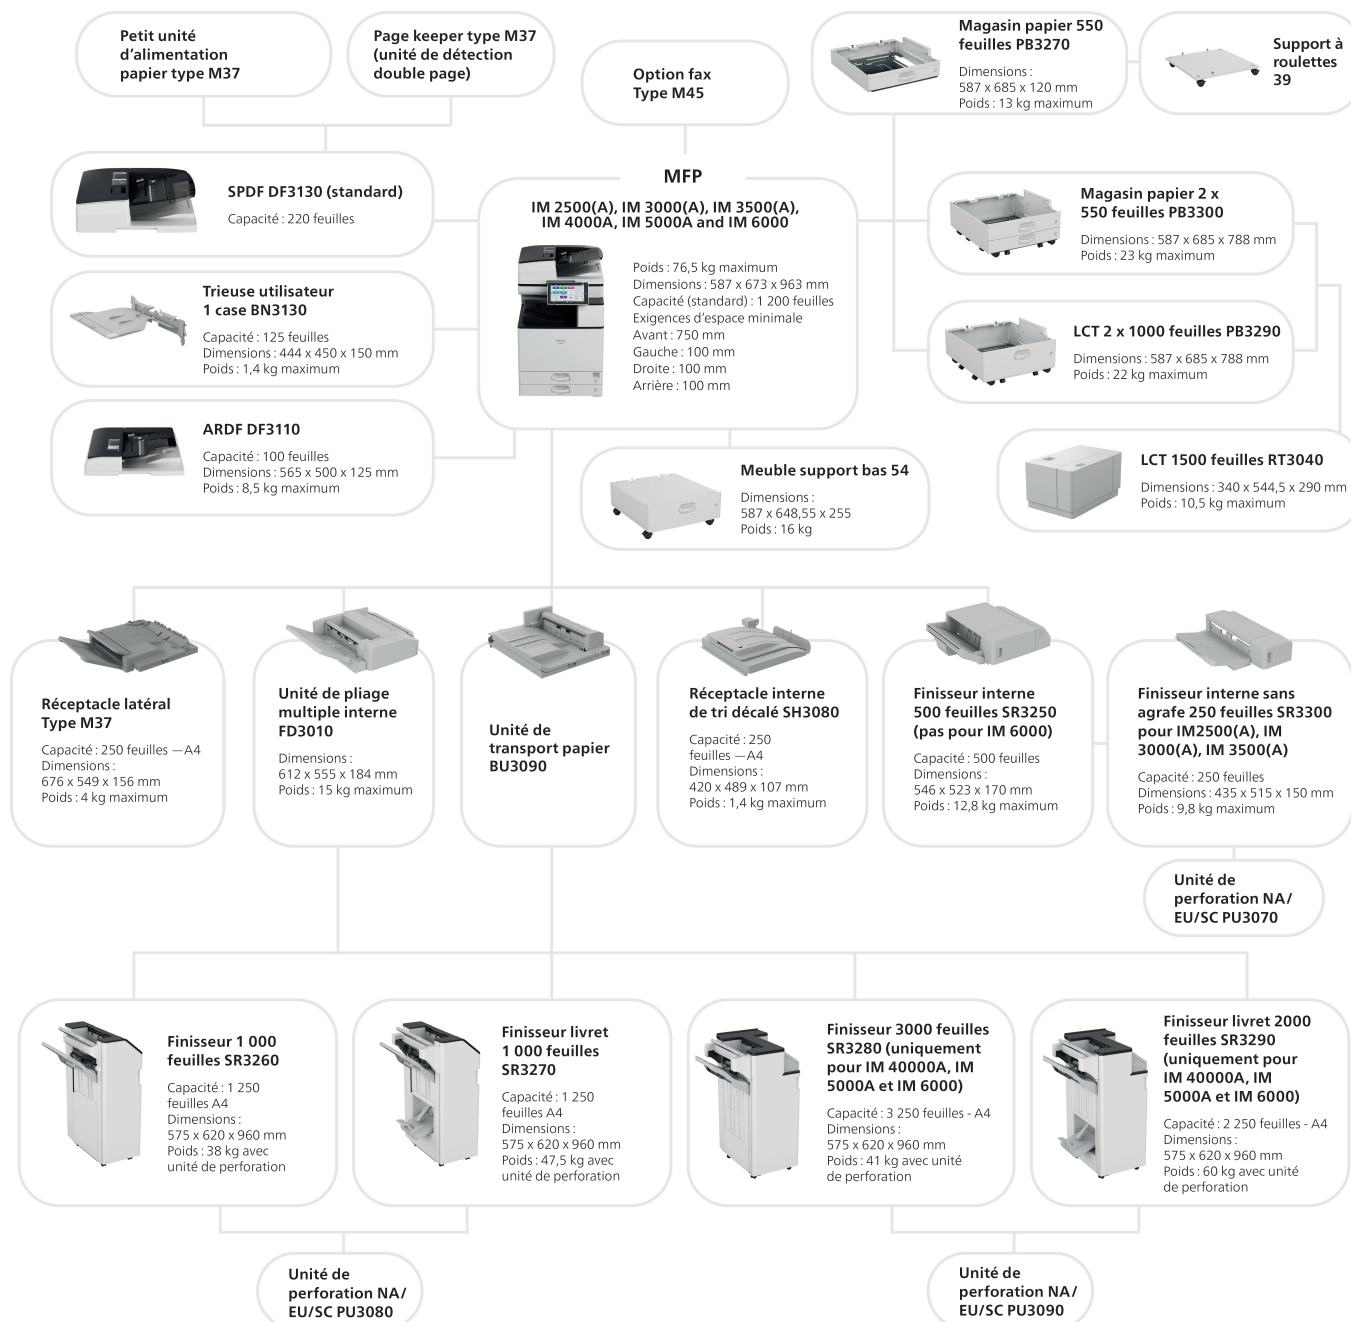 Petit unité
d’alimentation
papier type M37
Page keeper type M37
(unité de détection
double page)
Option fax
Type M45
Magasin papier 550
feuilles PB3270
Dimensions :
587 x 685 x 120 mm
Poids : 13 kg maximum
Support à
roulettes
39
SPDF DF3130 (standard)
Capacité : 220 feuilles
MFP
IM 2500(A), IM 3000(A), IM 3500(A),
IM 4000A, IM 5000A and IM 6000
Poids : 76,5 kg maximum
Dimensions : 587 x 673 x 963 mm
Capacité (standard) : 1 200 feuilles
Exigences d’espace minimale
Avant : 750 mm
Gauche : 100 mm
Droite : 100 mm
Arrière : 100 mm
Magasin papier 2 x
550 feuilles PB3300
Dimensions : 587 x 685 x 788 mm
Poids : 23 kg maximum
Trieuse utilisateur
1 case BN3130
Capacité : 125 feuilles
Dimensions : 444 x 450 x 150 mm
Poids : 1,4 kg maximum
LCT 2 x 1000 feuilles PB3290
Dimensions : 587 x 685 x 788 mm
Poids : 22 kg maximum
ARDF DF3110
Capacité : 100 feuilles
Dimensions : 565 x 500 x 125 mm
Poids : 8,5 kg maximum
Meuble support bas 54
Dimensions :
587 x 648,55 x 255
Poids : 16 kg
LCT 1500 feuilles RT3040
Dimensions : 340 x 544,5 x 290 mm
Poids : 10,5 kg maximum
Réceptacle latéral
Type M37
Capacité : 250 feuilles —A4
Dimensions :
676 x 549 x 156 mm
Poids : 4 kg maximum
Unité de pliage
multiple interne
FD3010
Dimensions :
612 x 555 x 184 mm
Poids : 15 kg maximum
Unité de
transport papier
BU3090
Réceptacle interne
de tri décalé SH3080
Capacité : 250
feuilles —A4
Dimensions :
420 x 489 x 107 mm
Poids : 1,4 kg maximum
Finisseur interne
500 feuilles SR3250
(pas pour IM 6000)
Capacité : 500 feuilles
Dimensions :
546 x 523 x 170 mm
Poids : 12,8 kg maximum
Finisseur interne sans
agrafe 250 feuilles SR3300
pour IM2500(A), IM
3000(A), IM 3500(A)
Capacité : 250 feuilles
Dimensions : 435 x 515 x 150 mm
Poids : 9,8 kg maximum
Unité de
perforation NA/
EU/SC PU3070
Finisseur 1 000
feuilles SR3260
Capacité : 1 250
feuilles A4
Dimensions :
575 x 620 x 960 mm
Poids : 38 kg avec
unité de perforation
Finisseur livret
1 000 feuilles
SR3270
Capacité : 1 250
feuilles A4
Dimensions :
575 x 620 x 960 mm
Poids : 47,5 kg avec
unité de perforation
Finisseur 3000 feuilles
SR3280 (uniquement
pour IM 40000A, IM
5000A et IM 6000)
Capacité : 3 250 feuilles - A4
Dimensions :
575 x 620 x 960 mm
Poids : 41 kg avec unité
de perforation
Finisseur livret 2000
feuilles SR3290
(uniquement pour
IM 40000A, IM
5000A et IM 6000)
Capacité : 2 250 feuilles - A4
Dimensions :
575 x 620 x 960 mm
Poids : 60 kg avec unité
de perforation
Unité de
perforation NA/
EU/SC PU3080
Unité de
perforation NA/
EU/SC PU3090